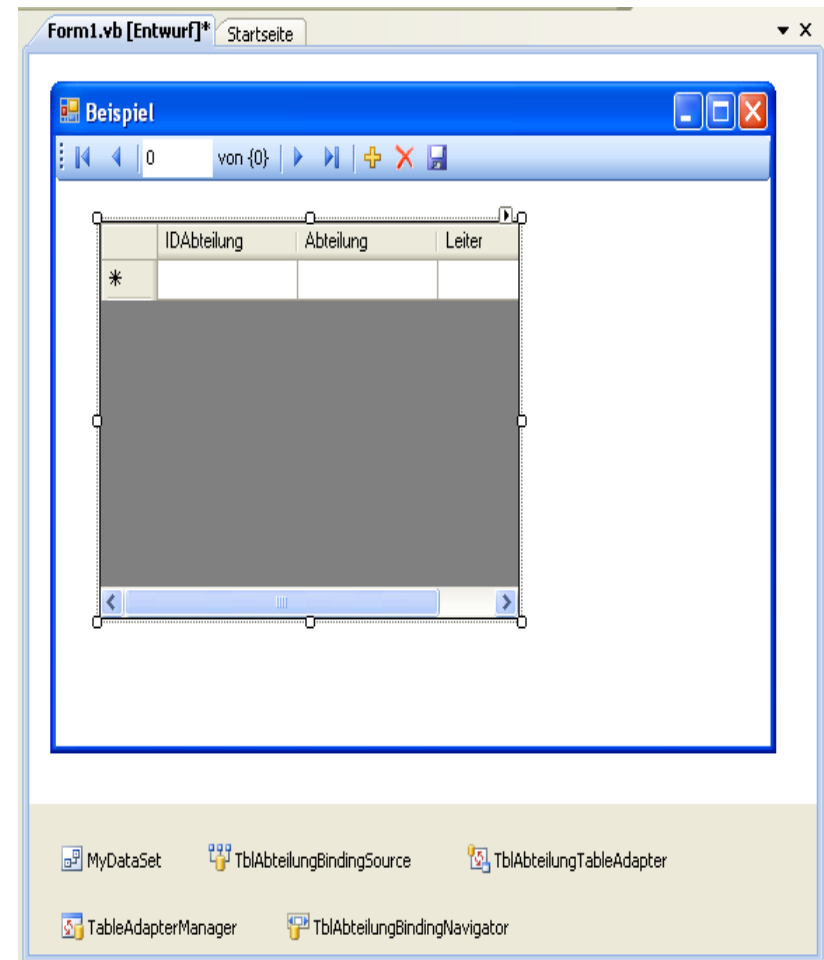 Form1.vb [Entwurf]* Startseite
Beispiel
0 von {0}
IDAbteilung Abteilung Leiter
MyDataSet TblAbteilungBindingSource TblAbteilungTableAdapter
TableAdapterManager TblAbteilungBindingNavigator